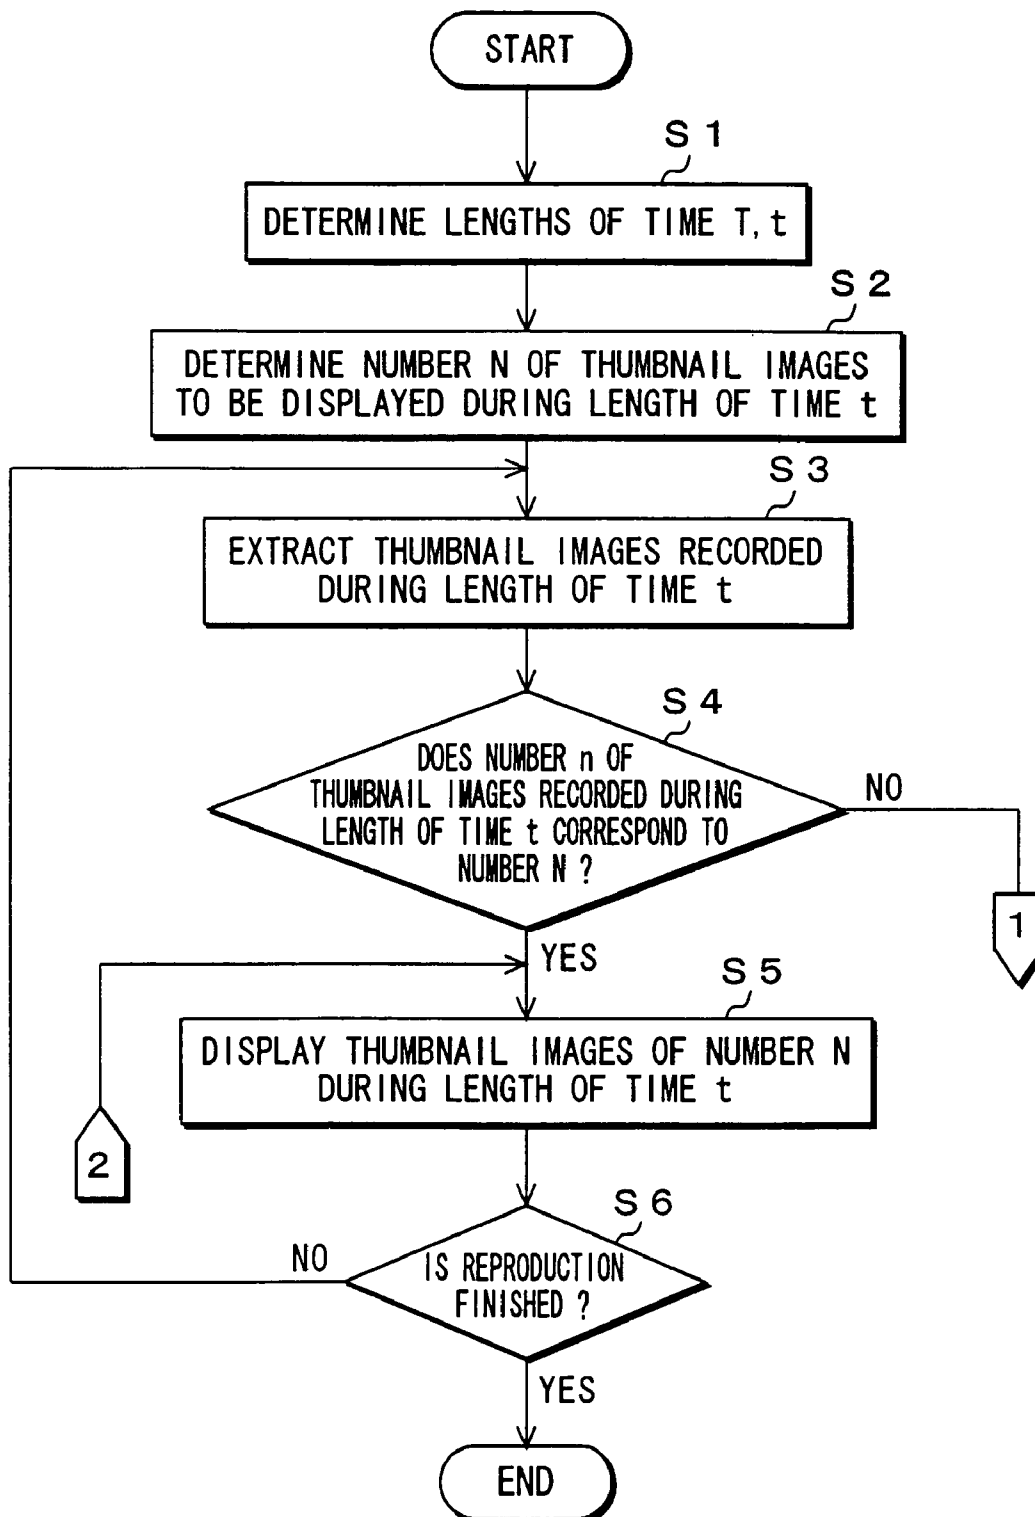 START
S1
DETERMINE LENGTHS OF TIME T, t
S2
DETERMINE NUMBER N OF THUMBNAIL IMAGES
TO BE DISPLAYED DURING LENGTH OF TIME t
S3
EXTRACT THUMBNAIL IMAGES RECORDED
DURING LENGTH OF TIME t
S4
DOES NUMBER n OF
THUMBNAIL IMAGES RECORDED DURING
LENGTH OF TIME t CORRESPOND TO
NUMBER N ?
NO
1
YES
S5
DISPLAY THUMBNAIL IMAGES OF NUMBER N
DURING LENGTH OF TIME t
2
S6
IS REPRODUCTION
FINISHED ?
NO
YES
END